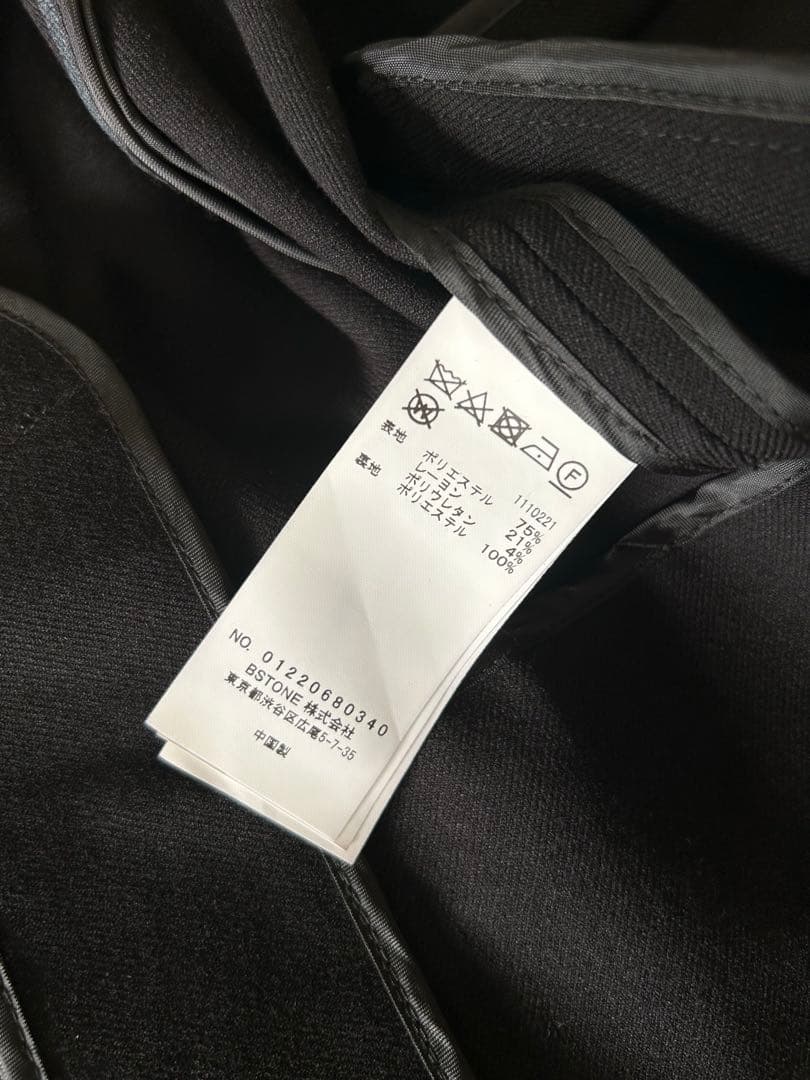 F
W
1110221
表地 ポリエステル 75%
レーヨン 21%
ポリウレタン 4%
裏地 ポリエステル 100%
NO. 01220680340
BSTONE 株式会社
東京都渋谷区広尾5-7-35
中国製